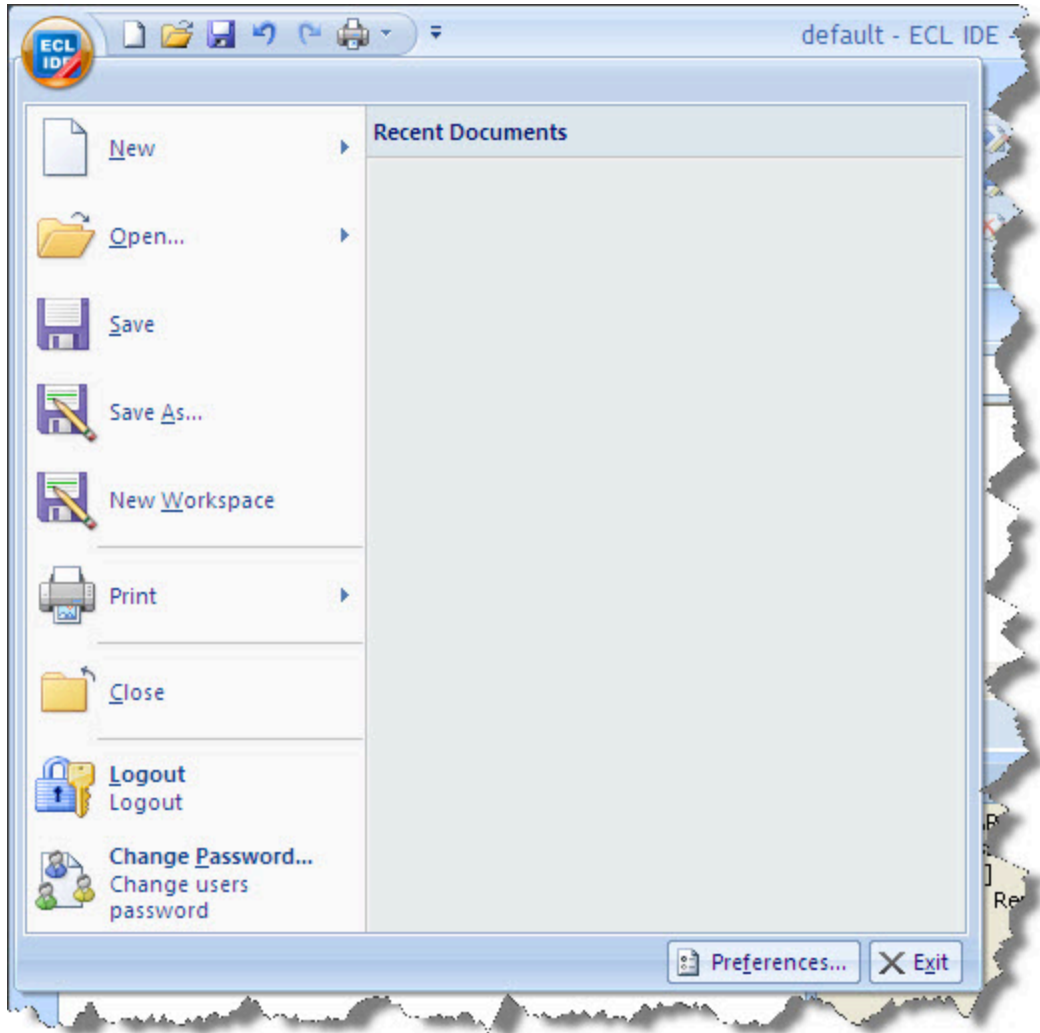 ECL
IDE
default - ECL IDE -
New
Recent Documents
Open...
Save
Save As...
New Workspace
Print
Close
Logout
Logout
Change Password...
Change users
password
Preferences...
Exit